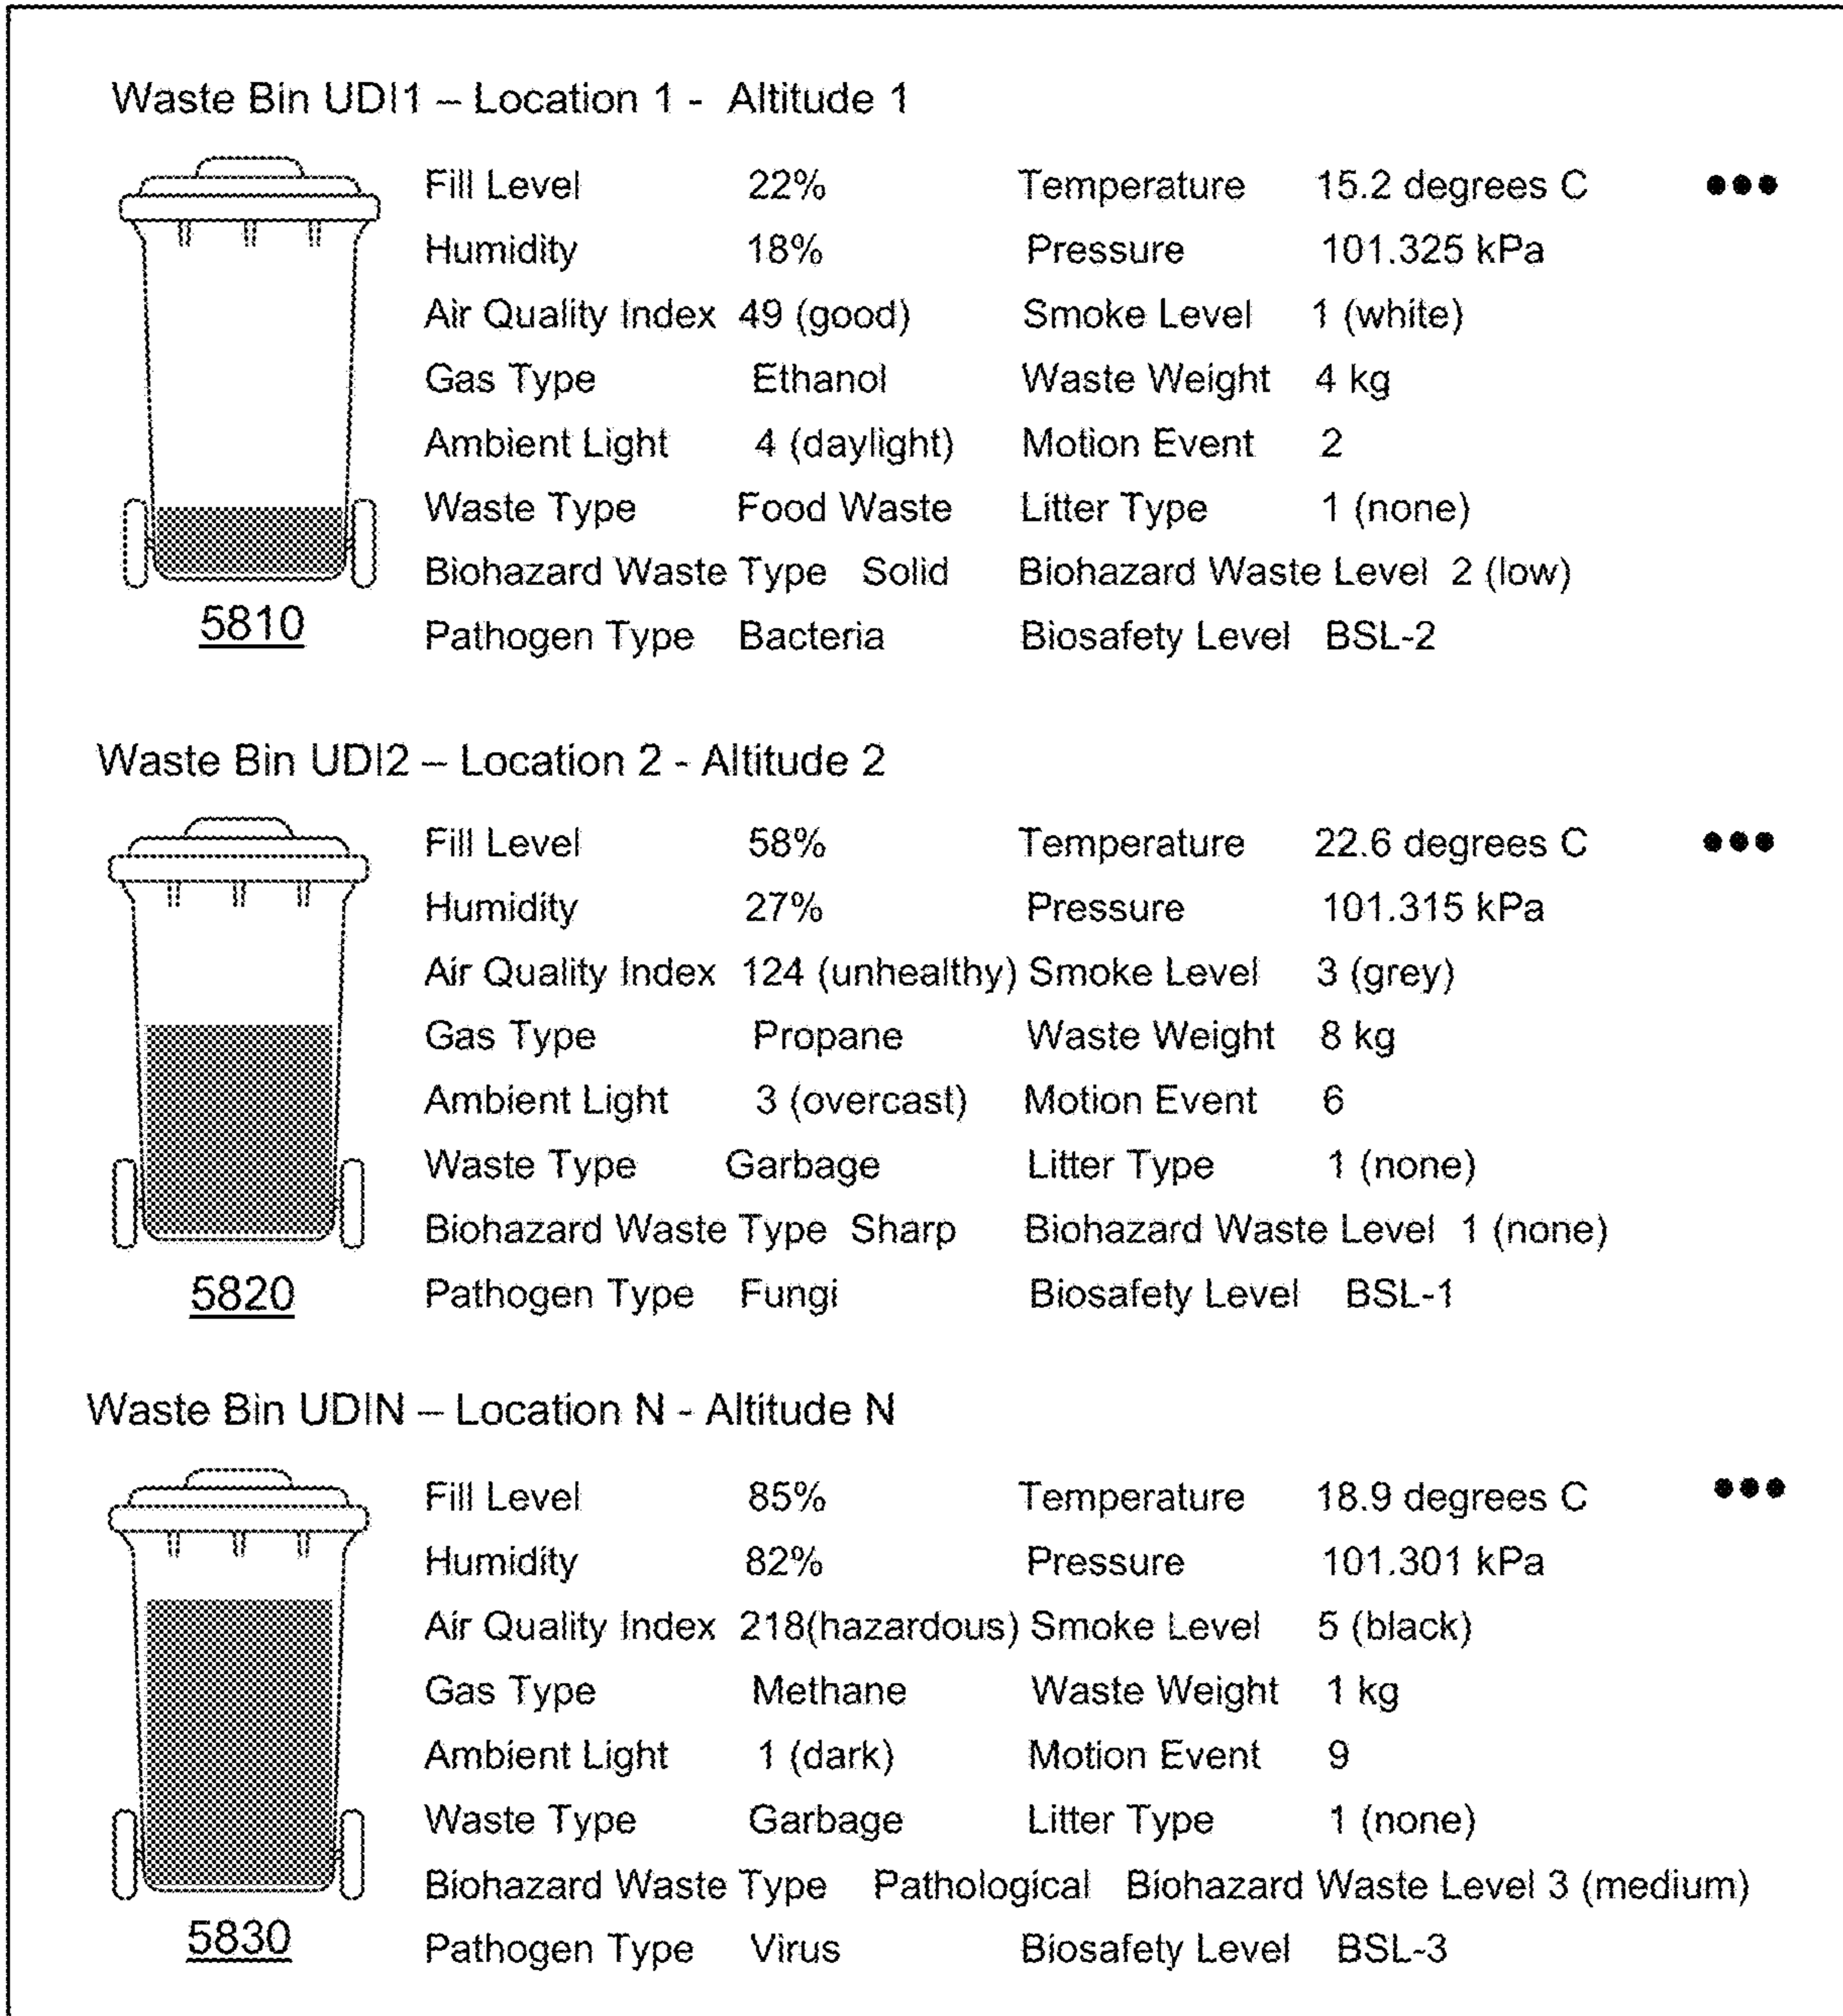 Waste Bin UDI1 – Location 1 - Altitude 1
Fill Level 22% Temperature 15.2 degrees C •••
Humidity 18% Pressure 101.325 kPa
Air Quality Index 49 (good) Smoke Level 1 (white)
Gas Type Ethanol Waste Weight 4 kg
Ambient Light 4 (daylight) Motion Event 2
Waste Type Food Waste Litter Type 1 (none)
Biohazard Waste Type Solid Biohazard Waste Level 2 (low)
5810
Pathogen Type Bacteria Biosafety Level BSL-2
Waste Bin UDI2 – Location 2 - Altitude 2
Fill Level 58% Temperature 22.6 degrees C •••
Humidity 27% Pressure 101.315 kPa
Air Quality Index 124 (unhealthy) Smoke Level 3 (grey)
Gas Type Propane Waste Weight 8 kg
Ambient Light 3 (overcast) Motion Event 6
Waste Type Garbage Litter Type 1 (none)
Biohazard Waste Type Sharp Biohazard Waste Level 1 (none)
5820
Pathogen Type Fungi Biosafety Level BSL-1
Waste Bin UDIN – Location N - Altitude N
Fill Level 85% Temperature 18.9 degrees C •••
Humidity 82% Pressure 101.301 kPa
Air Quality Index 218(hazardous) Smoke Level 5 (black)
Gas Type Methane Waste Weight 1 kg
Ambient Light 1 (dark) Motion Event 9
Waste Type Garbage Litter Type 1 (none)
Biohazard Waste Type Pathological Biohazard Waste Level 3 (medium)
5830
Pathogen Type Virus Biosafety Level BSL-3